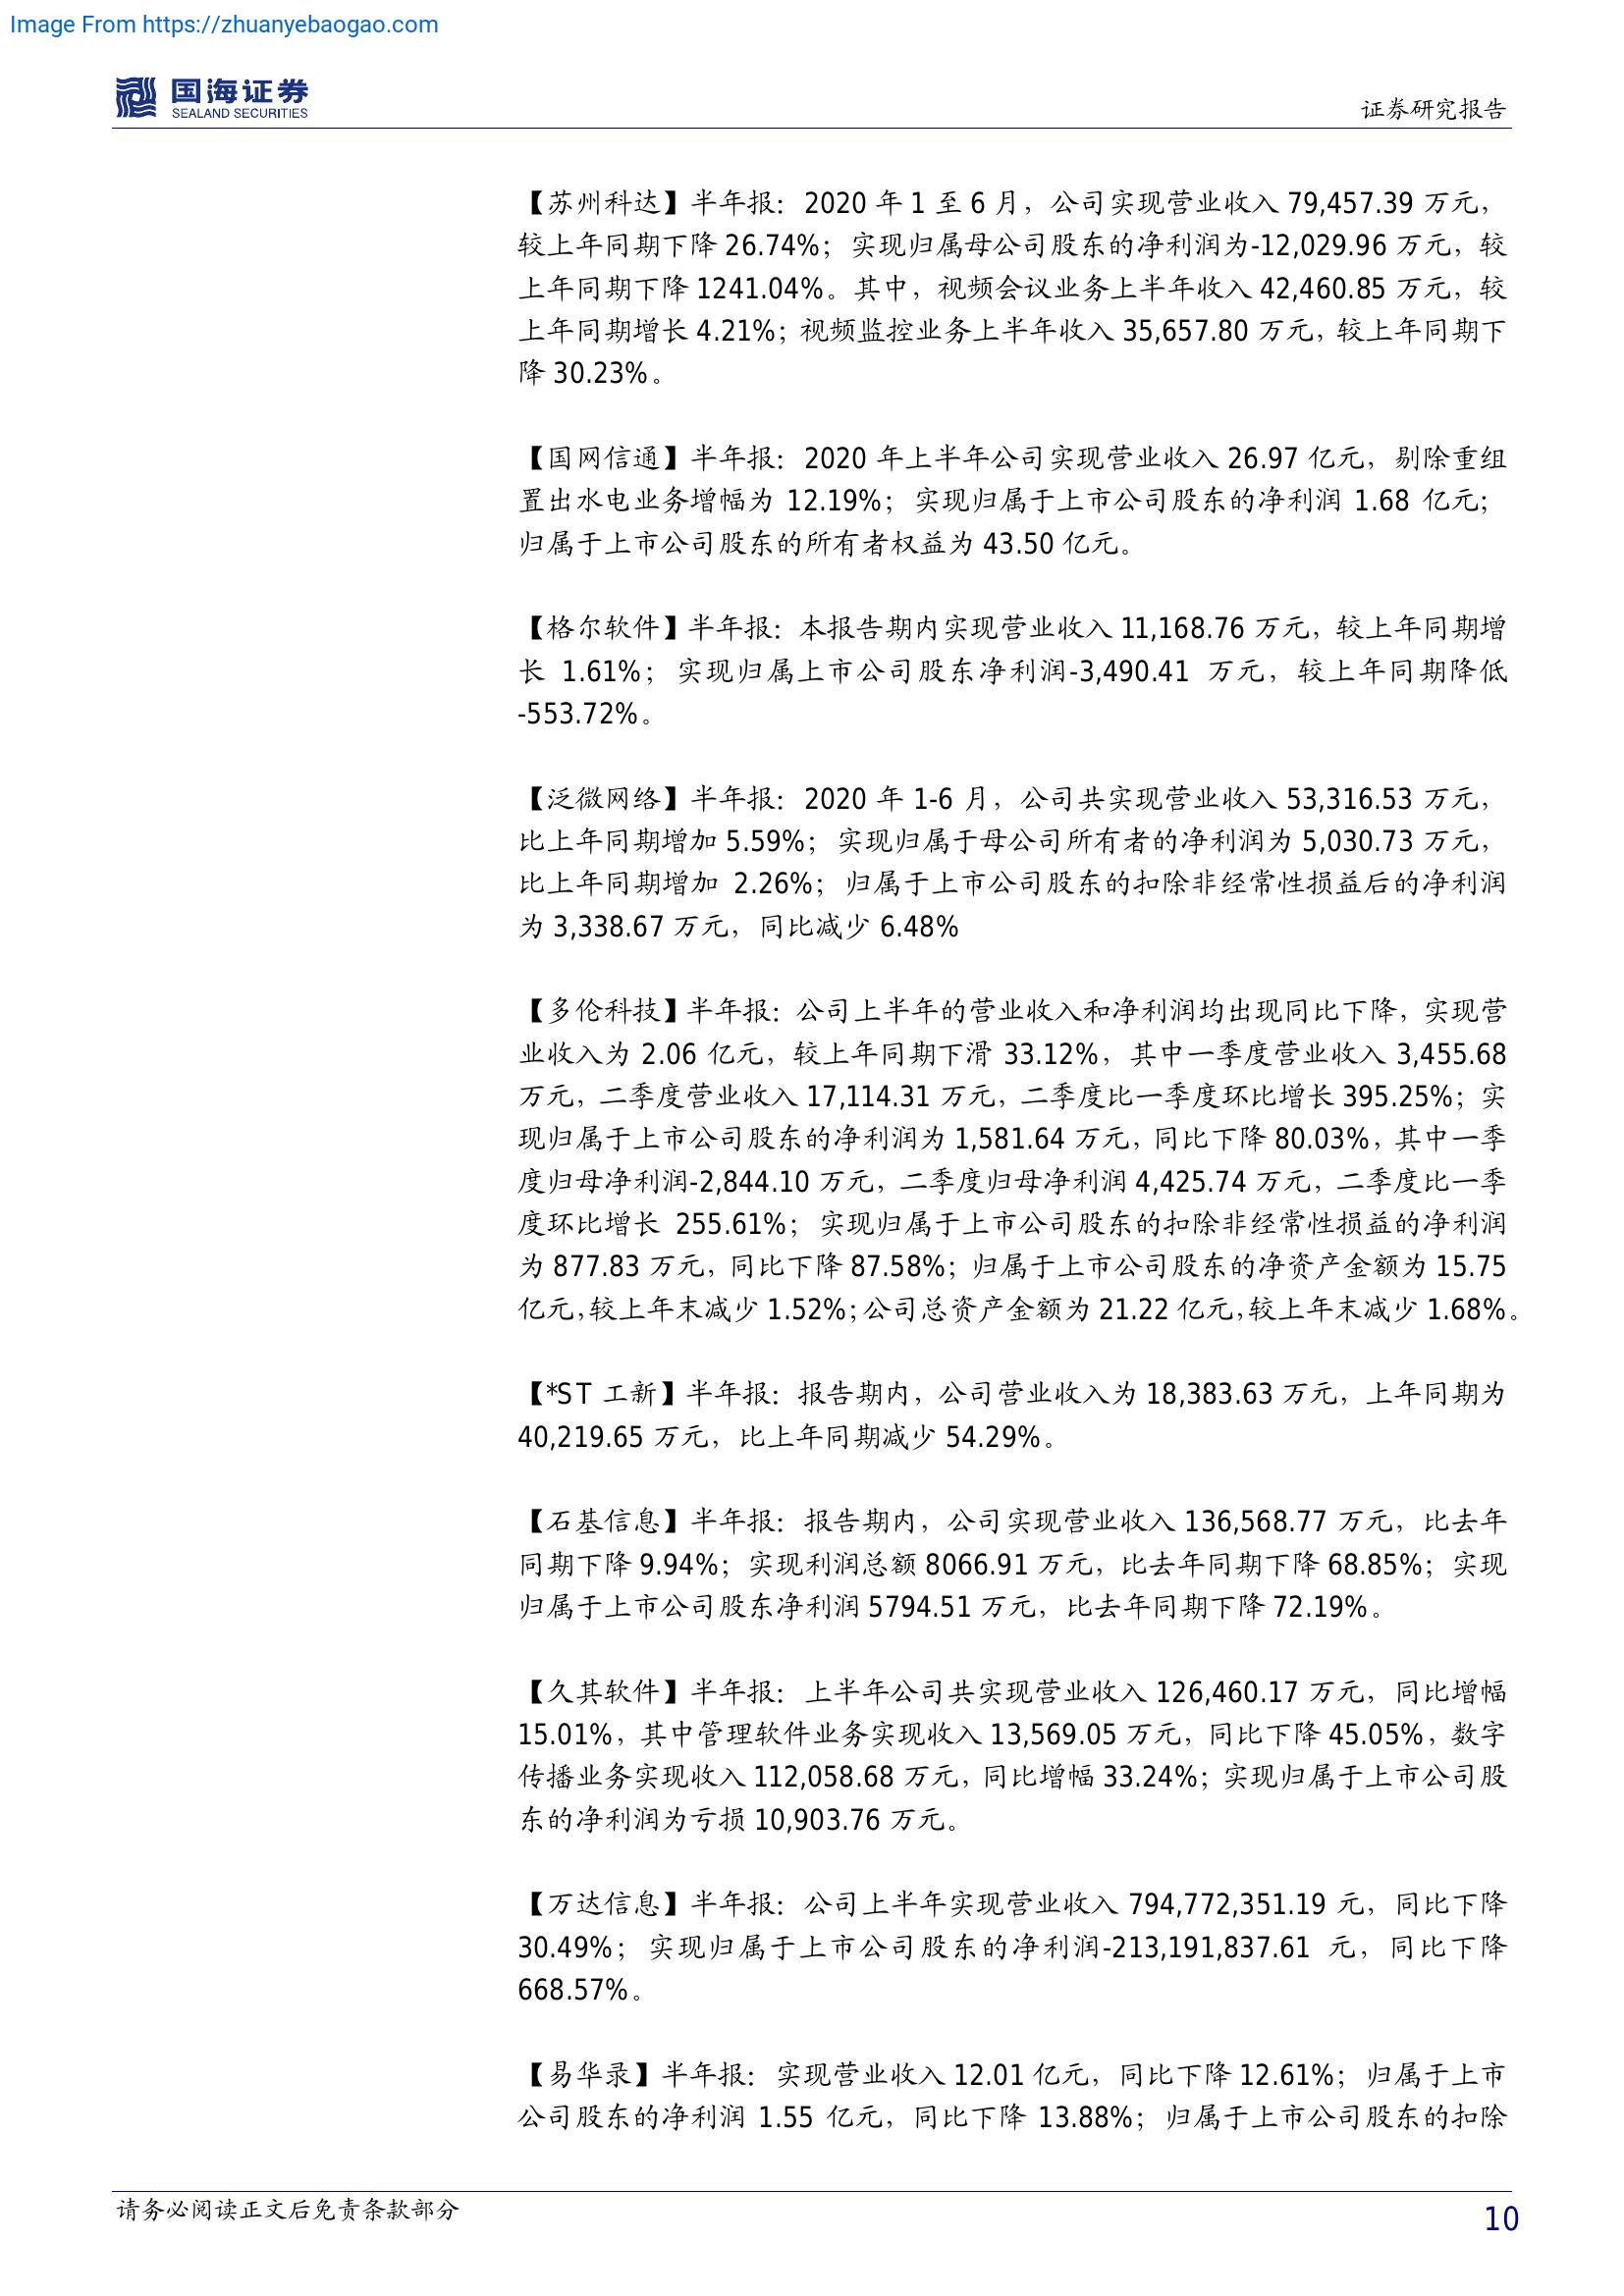 Image From https://zhuanyebaogao.com
国海证券
SEALAND SECURITIES
证券研究报告
【苏州科达】半年报：2020 年 1 至 6 月，公司实现营业收入 79,457.39 万元，
较上年同期下降 26.74%；实现归属母公司股东的净利润为-12,029.96 万元，较
上年同期下降 1241.04%。其中，视频会议业务上半年收入 42,460.85 万元，较
上年同期增长 4.21%；视频监控业务上半年收入 35,657.80 万元，较上年同期下
降 30.23%。
【国网信通】半年报：2020 年上半年公司实现营业收入 26.97 亿元，剔除重组
置出水电业务增幅为 12.19%；实现归属于上市公司股东的净利润 1.68 亿元；
归属于上市公司股东的所有者权益为 43.50 亿元。
【格尔软件】半年报：本报告期内实现营业收入 11,168.76 万元，较上年同期增
长 1.61%；实现归属上市公司股东净利润-3,490.41 万元，较上年同期降低
-553.72%。
【泛微网络】半年报：2020 年 1-6 月，公司共实现营业收入 53,316.53 万元，
比上年同期增加 5.59%；实现归属于母公司所有者的净利润为 5,030.73 万元，
比上年同期增加 2.26%；归属于上市公司股东的扣除非经常性损益后的净利润
为 3,338.67 万元，同比减少 6.48%
【多伦科技】半年报：公司上半年的营业收入和净利润均出现同比下降，实现营
业收入为 2.06 亿元，较上年同期下滑 33.12%，其中一季度营业收入 3,455.68
万元，二季度营业收入 17,114.31 万元，二季度比一季度环比增长 395.25%；实
现归属于上市公司股东的净利润为 1,581.64 万元，同比下降 80.03%，其中一季
度归母净利润-2,844.10 万元，二季度归母净利润 4,425.74 万元，二季度比一季
度环比增长 255.61%；实现归属于上市公司股东的扣除非经常性损益的净利润
为 877.83 万元，同比下降 87.58%；归属于上市公司股东的净资产金额为 15.75
亿元，较上年末减少 1.52%；公司总资产金额为 21.22 亿元，较上年末减少 1.68%。
【*ST 工新】半年报：报告期内，公司营业收入为 18,383.63 万元，上年同期为
40,219.65 万元，比上年同期减少 54.29%。
【石基信息】半年报：报告期内，公司实现营业收入 136,568.77 万元，比去年
同期下降 9.94%；实现利润总额 8066.91 万元，比去年同期下降 68.85%；实现
归属于上市公司股东净利润 5794.51 万元，比去年同期下降 72.19%。
【久其软件】半年报：上半年公司共实现营业收入 126,460.17 万元，同比增幅
15.01%，其中管理软件业务实现收入 13,569.05 万元，同比下降 45.05%，数字
传播业务实现收入 112,058.68 万元，同比增幅 33.24%；实现归属于上市公司股
东的净利润为亏损 10,903.76 万元。
【万达信息】半年报：公司上半年实现营业收入 794,772,351.19 元，同比下降
30.49%；实现归属于上市公司股东的净利润-213,191,837.61 元，同比下降
668.57%。
【易华录】半年报：实现营业收入 12.01 亿元，同比下降 12.61%；归属于上市
公司股东的净利润 1.55 亿元，同比下降 13.88%；归属于上市公司股东的扣除
请务必阅读正文后免责条款部分
10